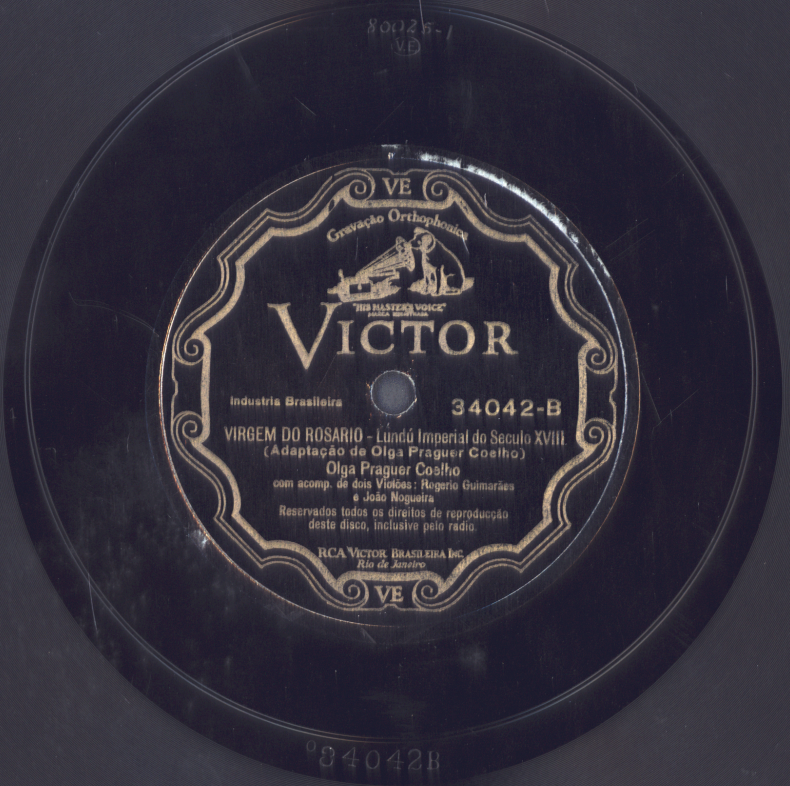 80026-1
VE
VE
Gravação Orthophonica
"HIS MASTER'S VOICE"
MARCA REGISTRADA
VICTOR
Industria Brasileira
34042-B
VIRGEM DO ROSARIO - Lundú Imperial do Seculo XVIII
(Adaptação de Olga Praguer Coelho)
Olga Praguer Coelho
com acomp. de dois Violões: Rogerio Guimarães
e João Nogueira
Reservados todos os direitos de reproducção
deste disco, inclusive pelo radio.
RCA VICTOR BRASILEIRA INC.
Rio de Janeiro
VE
34042B